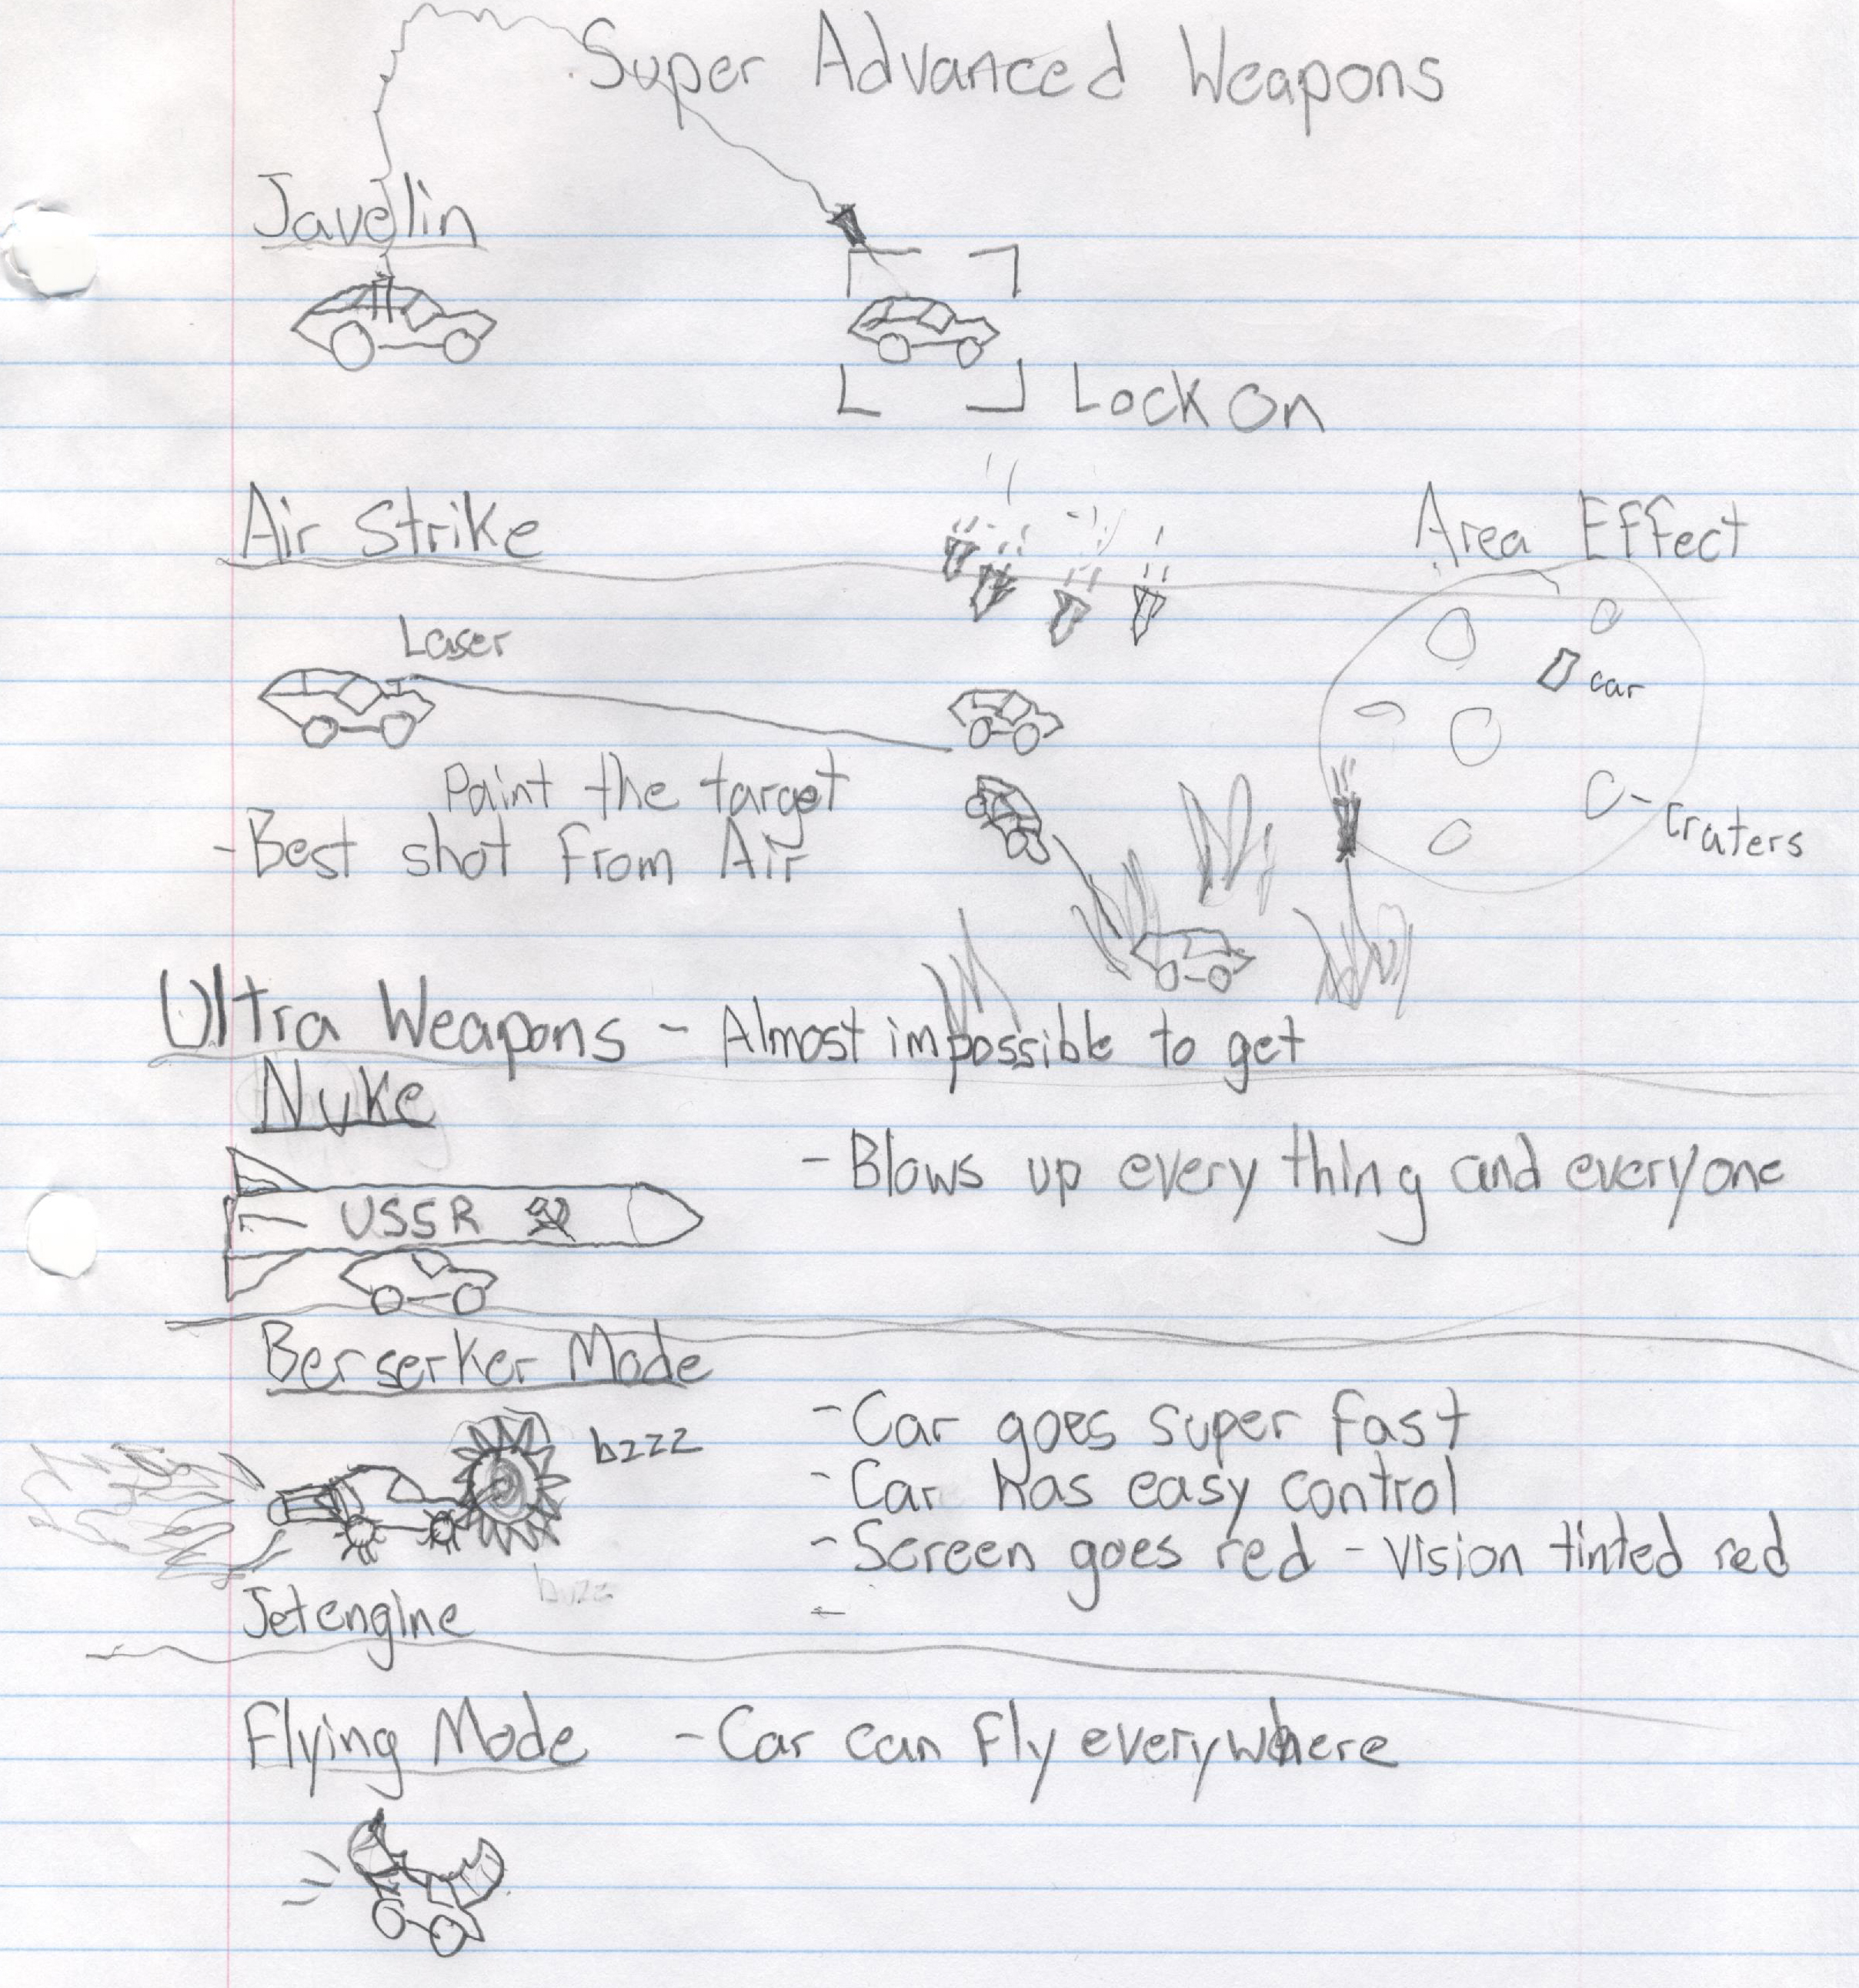 Super Advanced Weapons
Javelin
Lock On
Air Strike
Area Effect
Laser
car
Paint the target
Craters
-Best shot from Air
Ultra Weapons - Almost impossible to get
Nuke
- Blows up every thing and everyone
USSR
Berserker Mode
bzzz
- Car goes super fast
- Car has easy control
- Screen goes red - Vision tinted red
buzz
Jet engine
-
Flying Mode - Car can fly everywhere